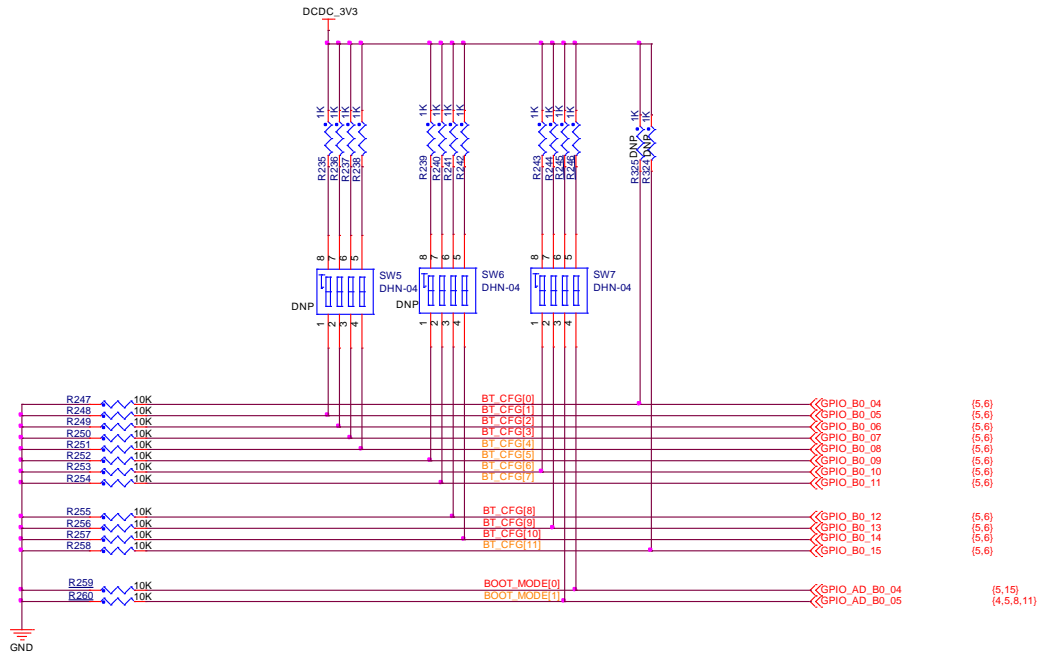 DCDC_3V3
1K 1K 1K 1K 1K 1K 1K 1K 1K 1K 1K 1K 1K 1K
DNP DNP
R235 R236 R237 R238 R239 R240 R241 R242 R243 R244 R245 R246 R325 R324
8 7 6 5 8 7 6 5 8 7 6 5
SW5 SW6 SW7
DHN-04 DHN-04 DHN-04
DNP DNP
1 2 3 4 1 2 3 4 1 2 3 4
R247 10K BT_CFG[0] GPIO_B0_04 {5,6}
R248 10K BT_CFG[1] GPIO_B0_05 {5,6}
R249 10K BT_CFG[2] GPIO_B0_06 {5,6}
R250 10K BT_CFG[3] GPIO_B0_07 {5,6}
R251 10K BT_CFG[4] GPIO_B0_08 {5,6}
R252 10K BT_CFG[5] GPIO_B0_09 {5,6}
R253 10K BT_CFG[6] GPIO_B0_10 {5,6}
R254 10K BT_CFG[7] GPIO_B0_11 {5,6}
R255 10K BT_CFG[8] GPIO_B0_12 {5,6}
R256 10K BT_CFG[9] GPIO_B0_13 {5,6}
R257 10K BT_CFG[10] GPIO_B0_14 {5,6}
R258 10K BT_CFG[11] GPIO_B0_15 {5,6}
R259 10K BOOT_MODE[0] GPIO_AD_B0_04 {5,15}
R260 10K BOOT_MODE[1] GPIO_AD_B0_05 {4,5,8,11}
GND